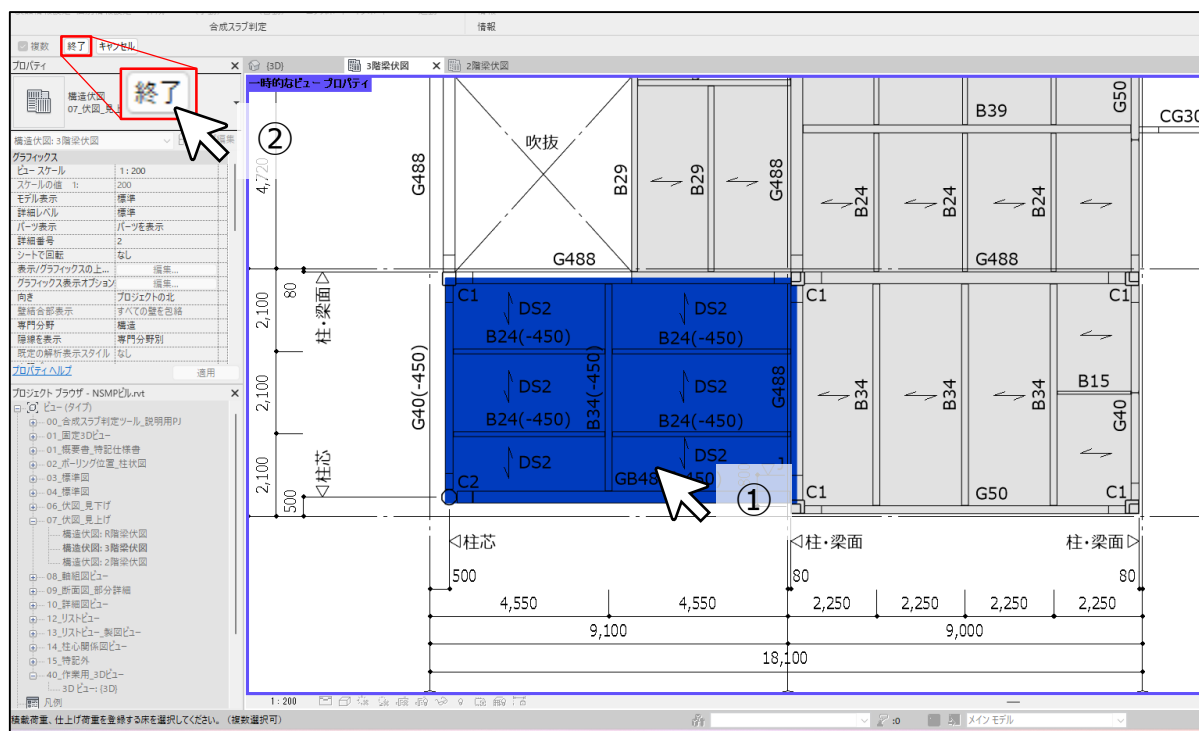 合成スラブ判定
情報
複数
終了
キャンセル
プロパティ
{3D}
3階梁伏図
2階梁伏図
一時的なビュー プロパティ
構造伏図
07_伏図_見上
終了
構造伏図: 3階梁伏図
編集
グラフィックス
ビュー スケール
1 : 200
スケールの値 1:
200
モデル表示
標準
詳細レベル
標準
パーツ表示
パーツを表示
詳細番号
2
シートで回転
なし
表示/グラフィックスの上...
編集...
グラフィックス表示オプション
編集...
向き
プロジェクトの北
壁結合部表示
すべての壁を包絡
専門分野
構造
隠線を表示
専門分野別
既定の解析表示スタイル
なし
プロパティ ヘルプ
適用
プロジェクト ブラウザ - NSMPビル.rvt
ビュー (タイプ)
00_合成スラブ判定ツール_説明用PJ
01_固定3Dビュー
01_概要書_特記仕様書
02_ボーリング位置_柱状図
03_標準図
04_標準図
06_伏図_見下げ
07_伏図_見上げ
構造伏図: R階梁伏図
構造伏図: 3階梁伏図
構造伏図: 2階梁伏図
08_軸組図ビュー
09_断面図_部分詳細
10_詳細図ビュー
12_リストビュー
13_リストビュー_製図ビュー
14_柱心関係図ビュー
15_特記外
40_作業用_3Dビュー
3D ビュー: {3D}
凡例
②
4,720
G488
吹抜
B29
B29
G488
B39
G50
CG30
B24
B24
B24
G488
G488
80
柱・梁面
2,100
2,100
2,100
500
柱芯
G40(-450)
C1
DS2
DS2
B24(-450)
B24(-450)
B34(-450)
G488
DS2
DS2
B24(-450)
B24(-450)
DS2
DS2
C2
①
C1
C1
B34
B34
B34
B15
G40
C1
G50
C1
柱芯
柱・梁面
柱・梁面
500
80
80
4,550
4,550
2,250
2,250
2,250
2,250
9,100
9,000
18,100
1 : 200
積載荷重、仕上げ荷重を登録する床を選択してください。(複数選択可)
:0
メイン モデル